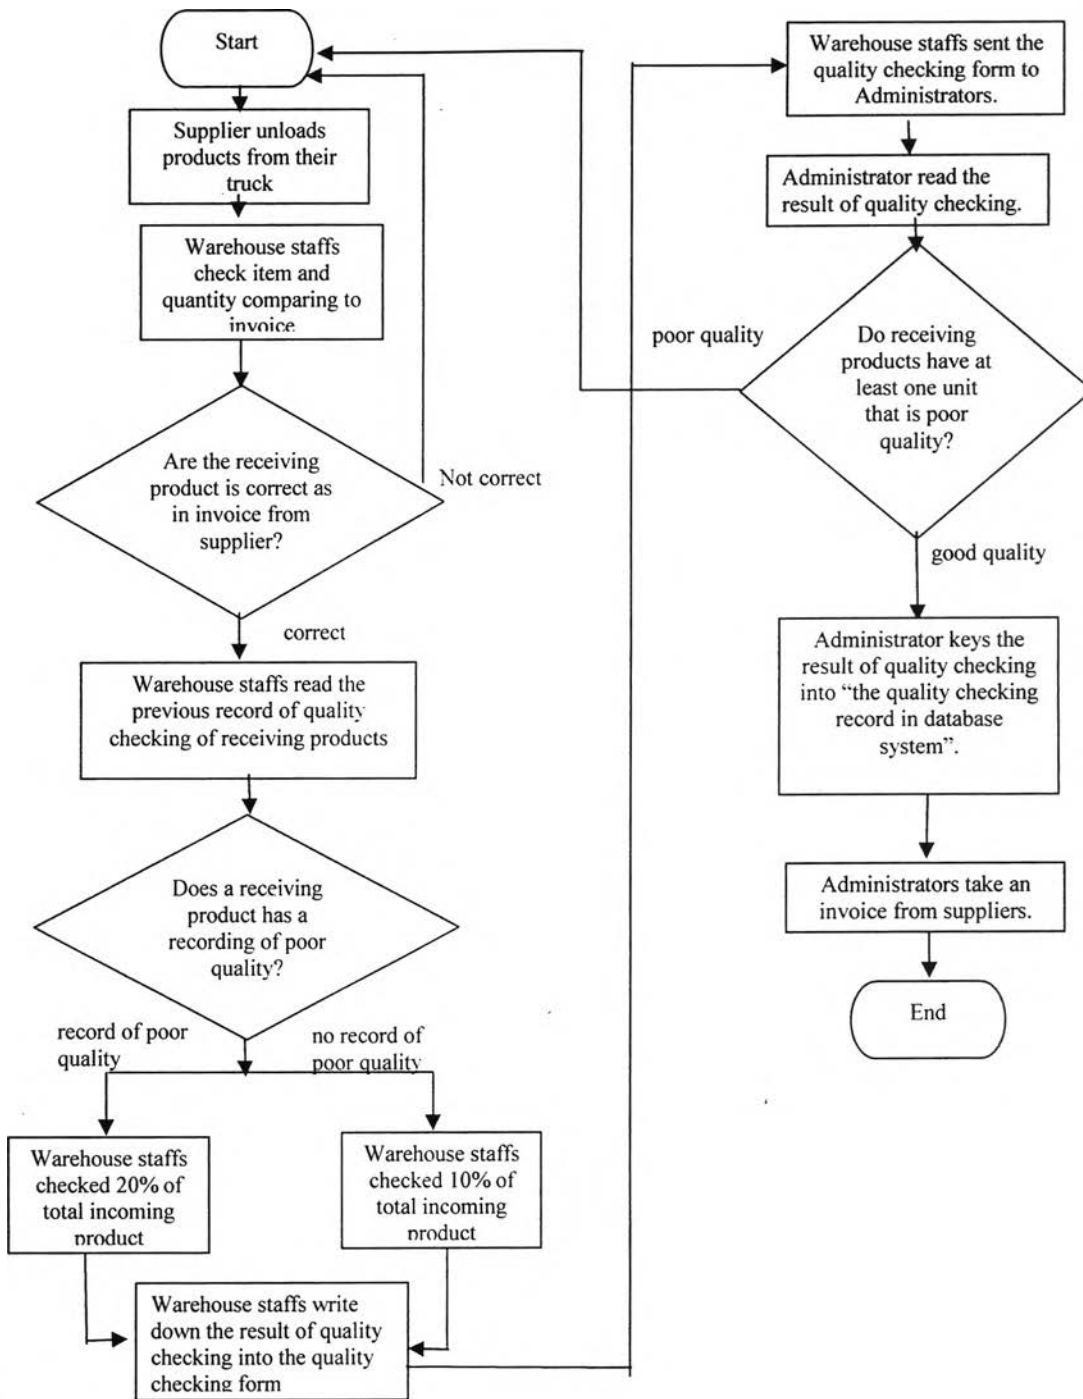 Start
Supplier unloads
products from their
truck
Warehouse staffs
check item and
quantity comparing to
invoice
Are the receiving
product is correct as
in invoice from
supplier?
Not correct
correct
Warehouse staffs read the
previous record of quality
checking of receiving products
Does a receiving
product has a
recording of poor
quality?
record of poor
quality
no record of
poor quality
Warehouse staffs
checked 20% of
total incoming
product
Warehouse staffs
checked 10% of
total incoming
product
Warehouse staffs write
down the result of quality
checking into the quality
checking form
Warehouse staffs sent the
quality checking form to
Administrators.
Administrator read the
result of quality checking.
poor quality
Do receiving
products have at
least one unit
that is poor
quality?
good quality
Administrator keys the
result of quality checking
into “the quality checking
record in database
system”.
Administrators take an
invoice from suppliers.
End